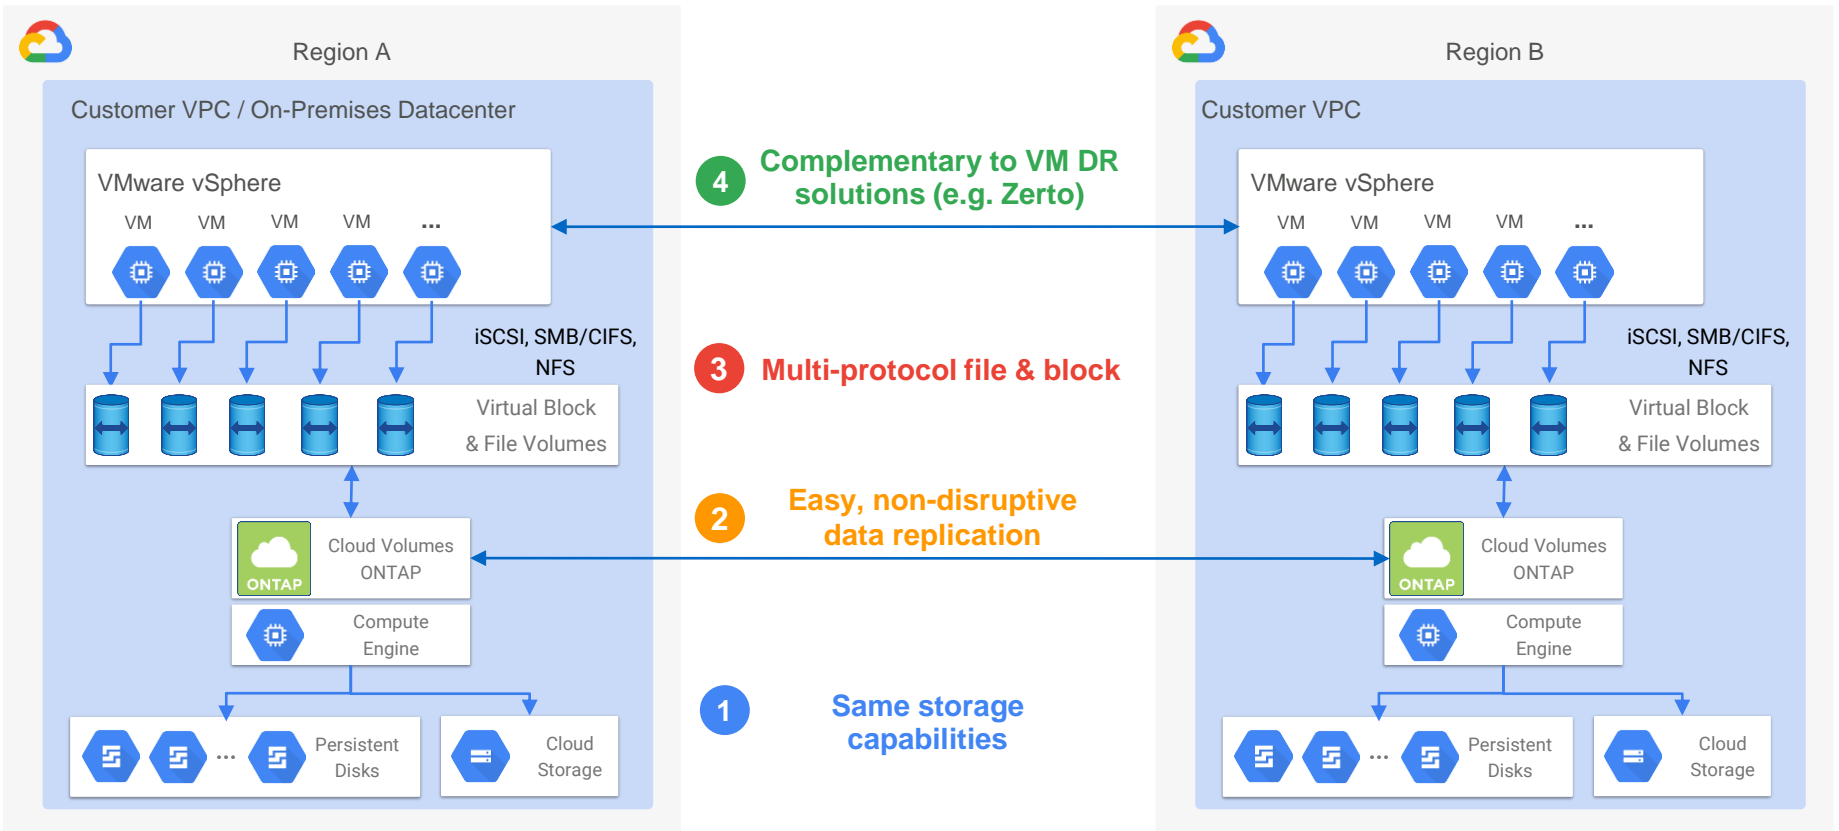 Region A
Customer VPC / On-Premises Datacenter
VMware vSphere
VM VM VM VM ...
iSCSI, SMB/CIFS,
NFS
Virtual Block
& File Volumes
ONTAP
Cloud Volumes
ONTAP
Compute
Engine
...
Persistent
Disks
Cloud
Storage
4
Complementary to VM DR
solutions (e.g. Zerto)
3
Multi-protocol file & block
2
Easy, non-disruptive
data replication
1
Same storage
capabilities
Region B
Customer VPC
VMware vSphere
VM VM VM VM ...
iSCSI, SMB/CIFS,
NFS
Virtual Block
& File Volumes
ONTAP
Cloud Volumes
ONTAP
Compute
Engine
...
Persistent
Disks
Cloud
Storage